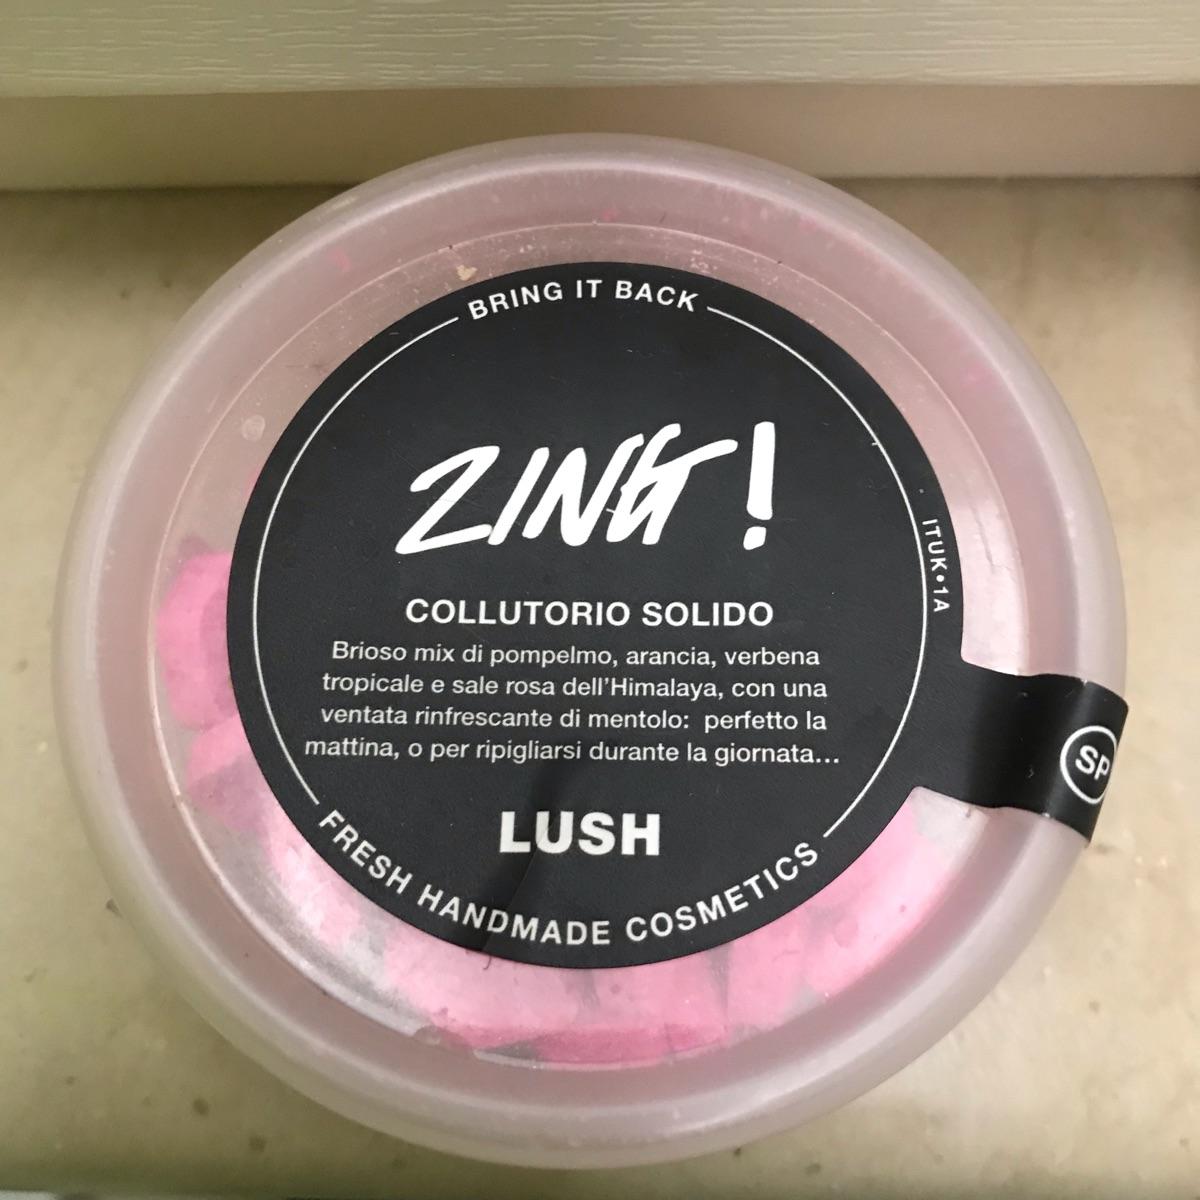 BRING IT BACK
ZING!
COLLUTORIO SOLIDO
Brioso mix di pompelmo, arancia, verbena
tropicale e sale rosa dell'Himalaya, con una
ventata rinfrescante di mentolo:  perfetto la
mattina, o per ripigliarsi durante la giornata...
LUSH
FRESH HANDMADE COSMETICS
ITUK•1A
SP